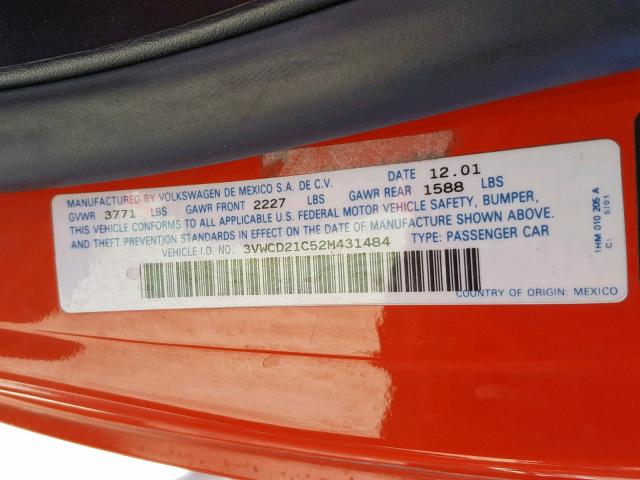 MANUFACTURED BY VOLKSWAGEN DE MEXICO S.A. DE C.V. DATE 12.01
GVWR 3771 LBS GAWR FRONT 2227 LBS GAWR REAR 1588 LBS
THIS VEHICLE CONFORMS TO ALL APPLICABLE U.S. FEDERAL MOTOR VEHICLE SAFETY, BUMPER,
AND THEFT PREVENTION STANDARDS IN EFFECT ON THE DATE OF MANUFACTURE SHOWN ABOVE.
VEHICLE I.D. NO. 3VWCD21C52M431484 TYPE: PASSENGER CAR
COUNTRY OF ORIGIN: MEXICO
1HM 010 205 A
C: 5/01